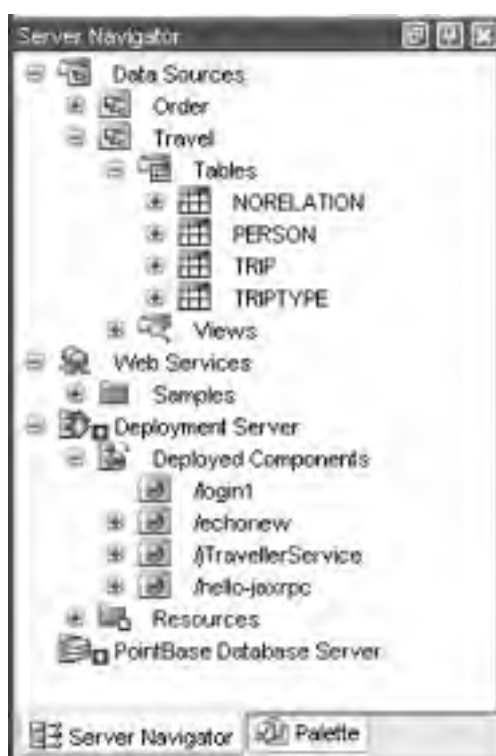 Server Navigator
Data Sources
Order
Travel
Tables
NORELATION
PERSON
TRIP
TRIPTYPE
Views
Web Services
Samples
Deployment Server
Deployed Components
/login1
/echonew
/jTravellerService
/hello-jaxrpc
Resources
PointBase Database Server
Server Navigator Palette